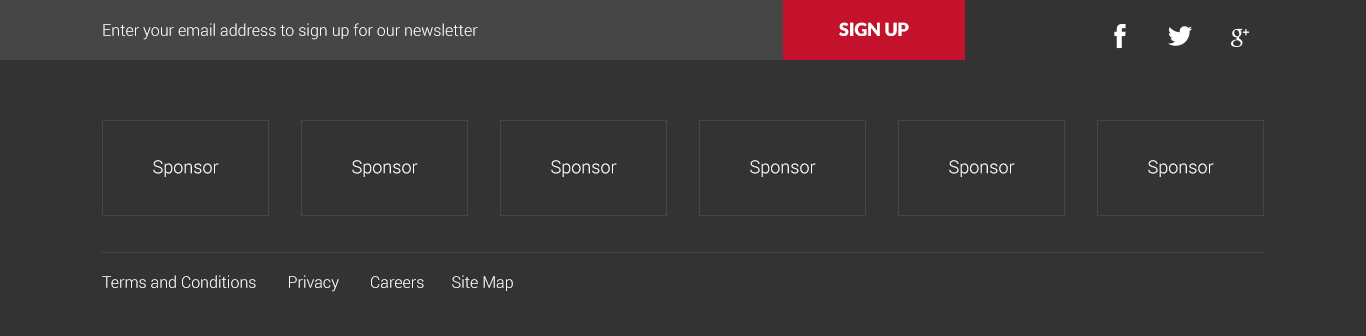 Enter your email address to sign up for our newsletter SIGN UP f g+
Sponsor Sponsor Sponsor Sponsor Sponsor Sponsor
Terms and Conditions Privacy Careers Site Map